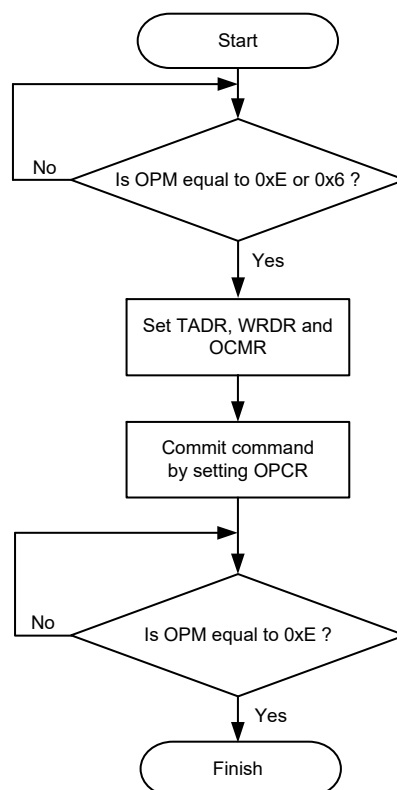 Start
No
Is OPM equal to 0xE or 0x6 ?
Yes
Set TADR, WRDR and
OCMR
Commit command
by setting OPCR
No
Is OPM equal to 0xE ?
Yes
Finish